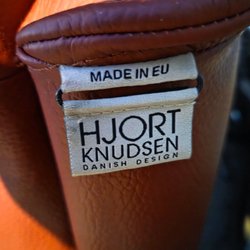 MADE IN EU
HJORT
KNUDSEN
DANISH DESIGN